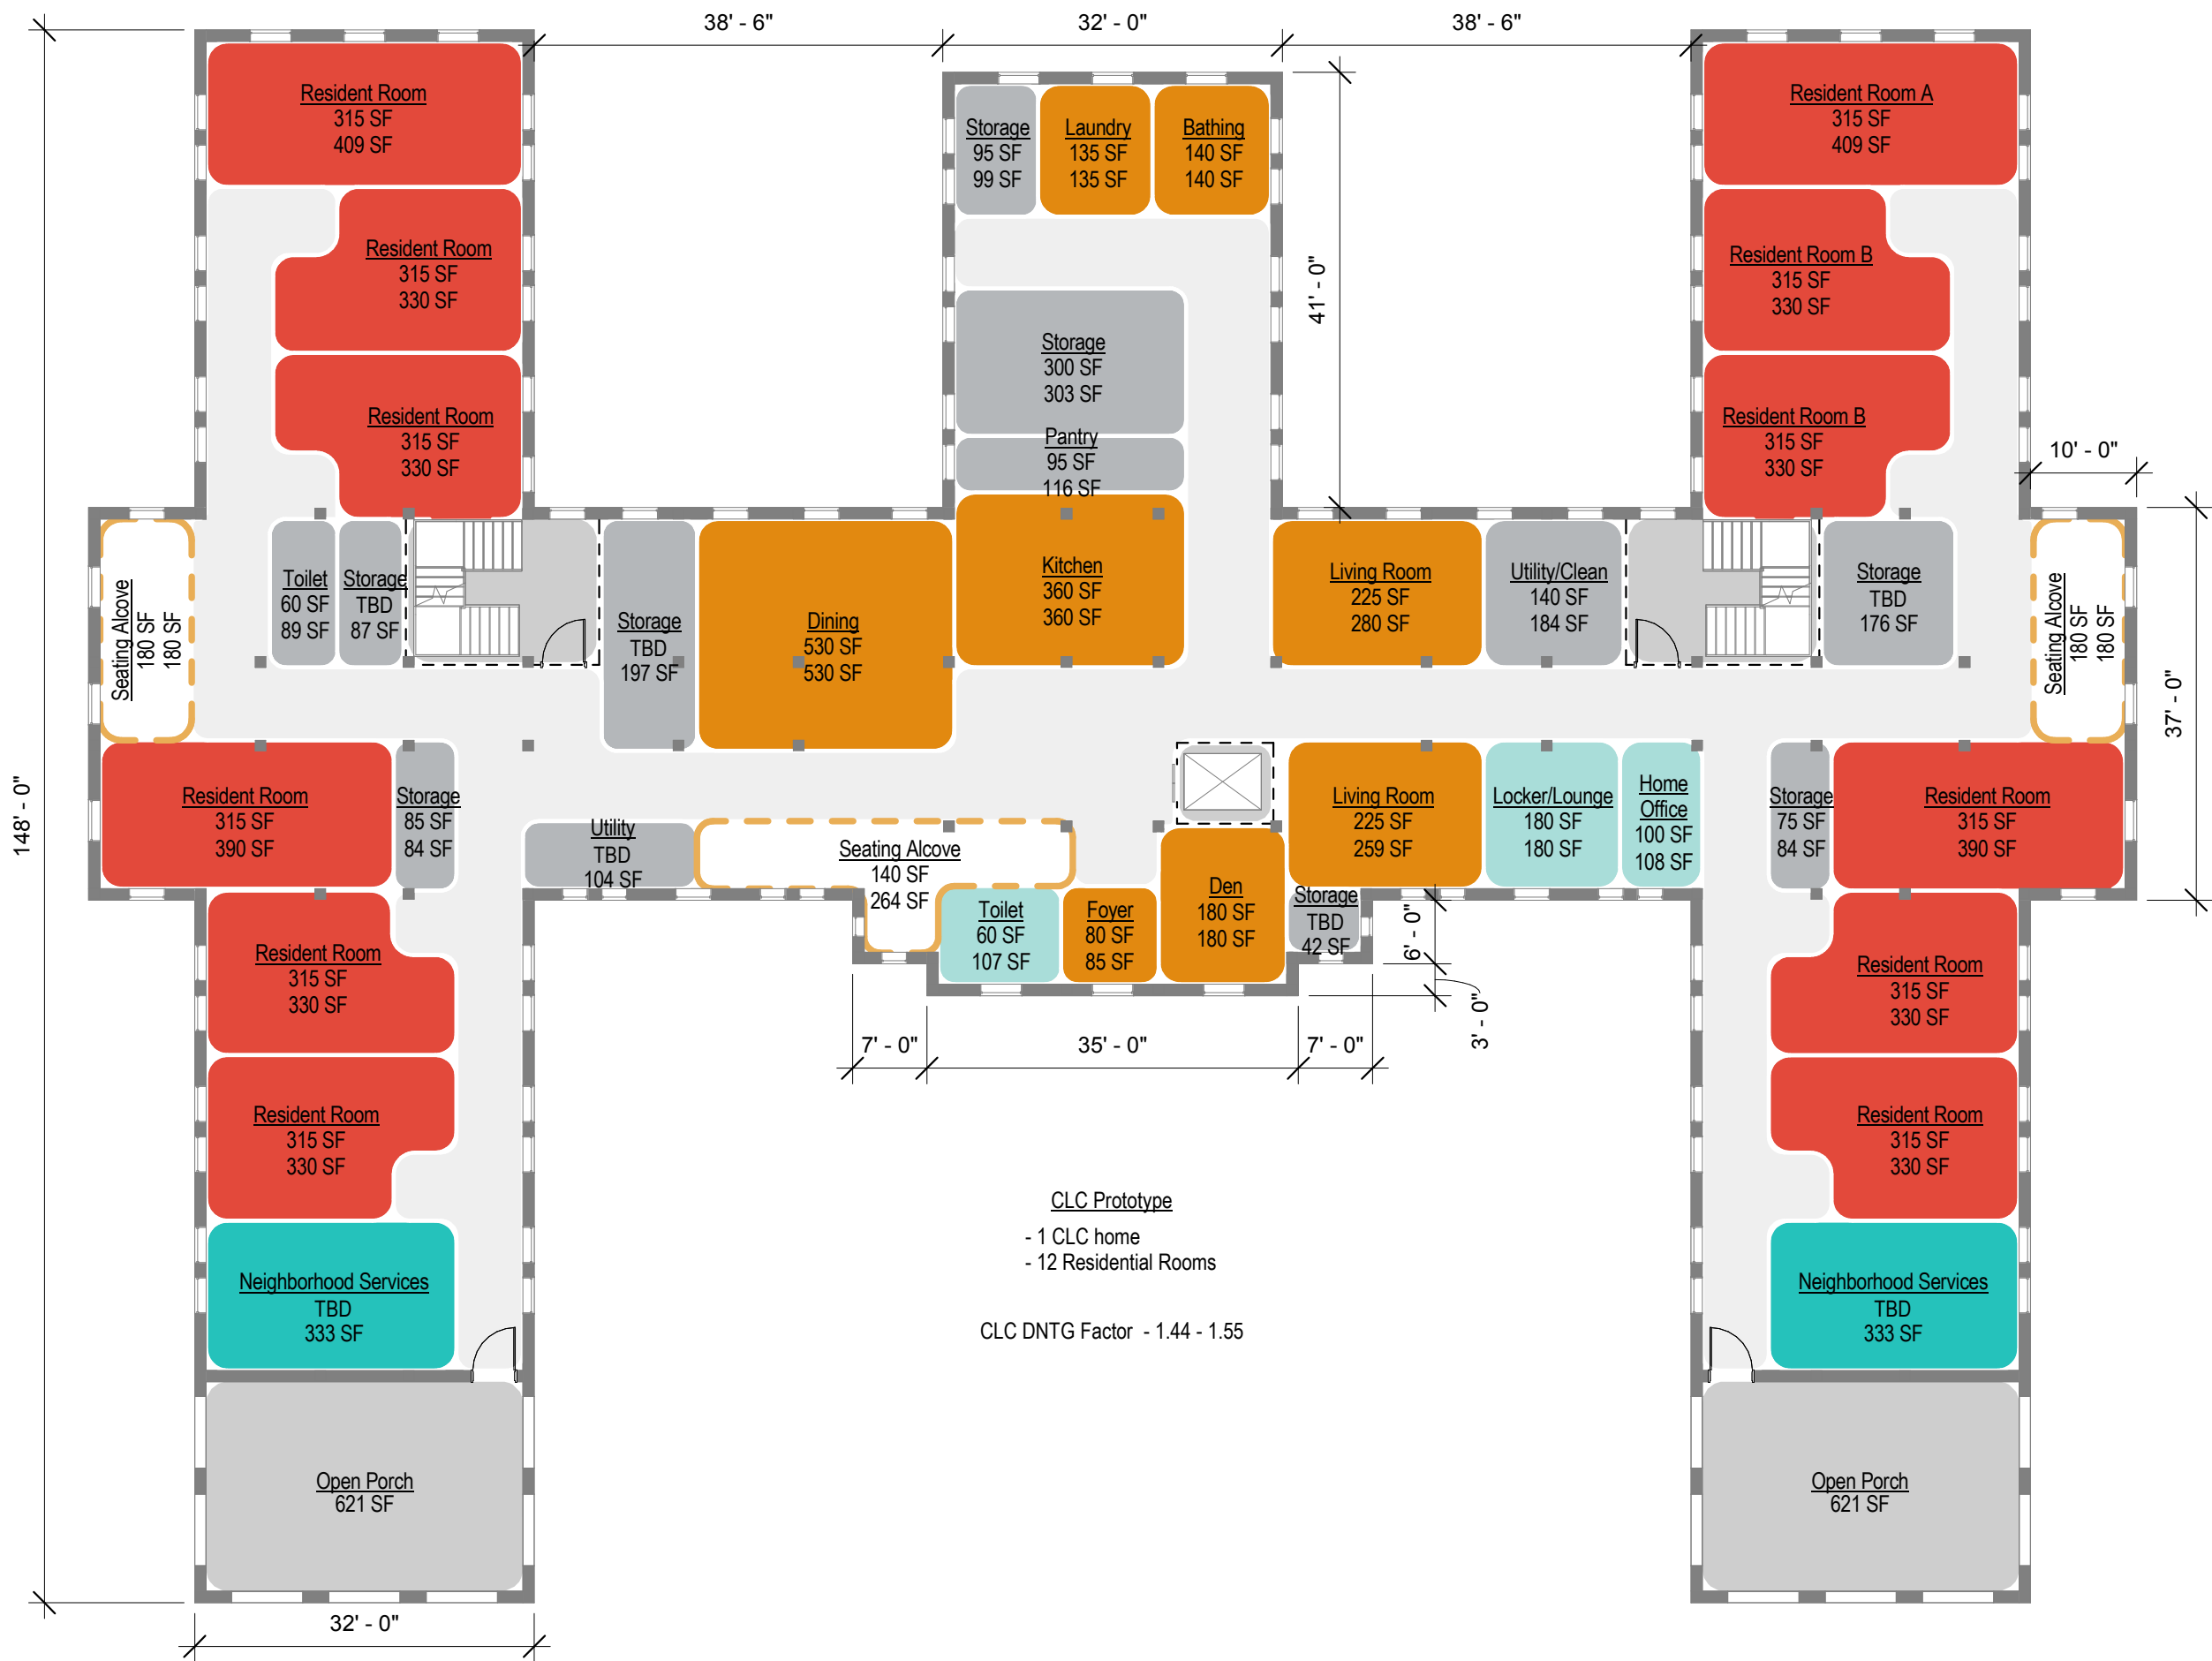 38' - 6"
32' - 0"
38' - 6"
Resident Room
315 SF
409 SF
Storage
95 SF
99 SF
Laundry
135 SF
135 SF
Bathing
140 SF
140 SF
Resident Room A
315 SF
409 SF
Resident Room
315 SF
330 SF
41' - 0"
Resident Room B
315 SF
330 SF
Storage
300 SF
303 SF
Resident Room
315 SF
330 SF
Pantry
95 SF
116 SF
Resident Room B
315 SF
330 SF
10' - 0"
Seating Alcove
180 SF
180 SF
Toilet
60 SF
89 SF
Storage
TBD
87 SF
Storage
TBD
197 SF
Dining
530 SF
530 SF
Kitchen
360 SF
360 SF
Living Room
225 SF
280 SF
Utility/Clean
140 SF
184 SF
Storage
TBD
176 SF
Seating Alcove
180 SF
180 SF
37' - 0"
148' - 0"
Resident Room
315 SF
390 SF
Storage
85 SF
84 SF
Utility
TBD
104 SF
Seating Alcove
140 SF
264 SF
Living Room
225 SF
259 SF
Locker/Lounge
180 SF
180 SF
Home
Office
100 SF
108 SF
Storage
75 SF
84 SF
Resident Room
315 SF
390 SF
Toilet
60 SF
107 SF
Foyer
80 SF
85 SF
Den
180 SF
180 SF
Storage
TBD
42 SF
6' - 0"
3' - 0"
Resident Room
315 SF
330 SF
Resident Room
315 SF
330 SF
7' - 0"
35' - 0"
7' - 0"
Resident Room
315 SF
330 SF
Resident Room
315 SF
330 SF
CLC Prototype
- 1 CLC home
- 12 Residential Rooms
CLC DNTG Factor - 1.44 - 1.55
Neighborhood Services
TBD
333 SF
Neighborhood Services
TBD
333 SF
Open Porch
621 SF
Open Porch
621 SF
32' - 0"